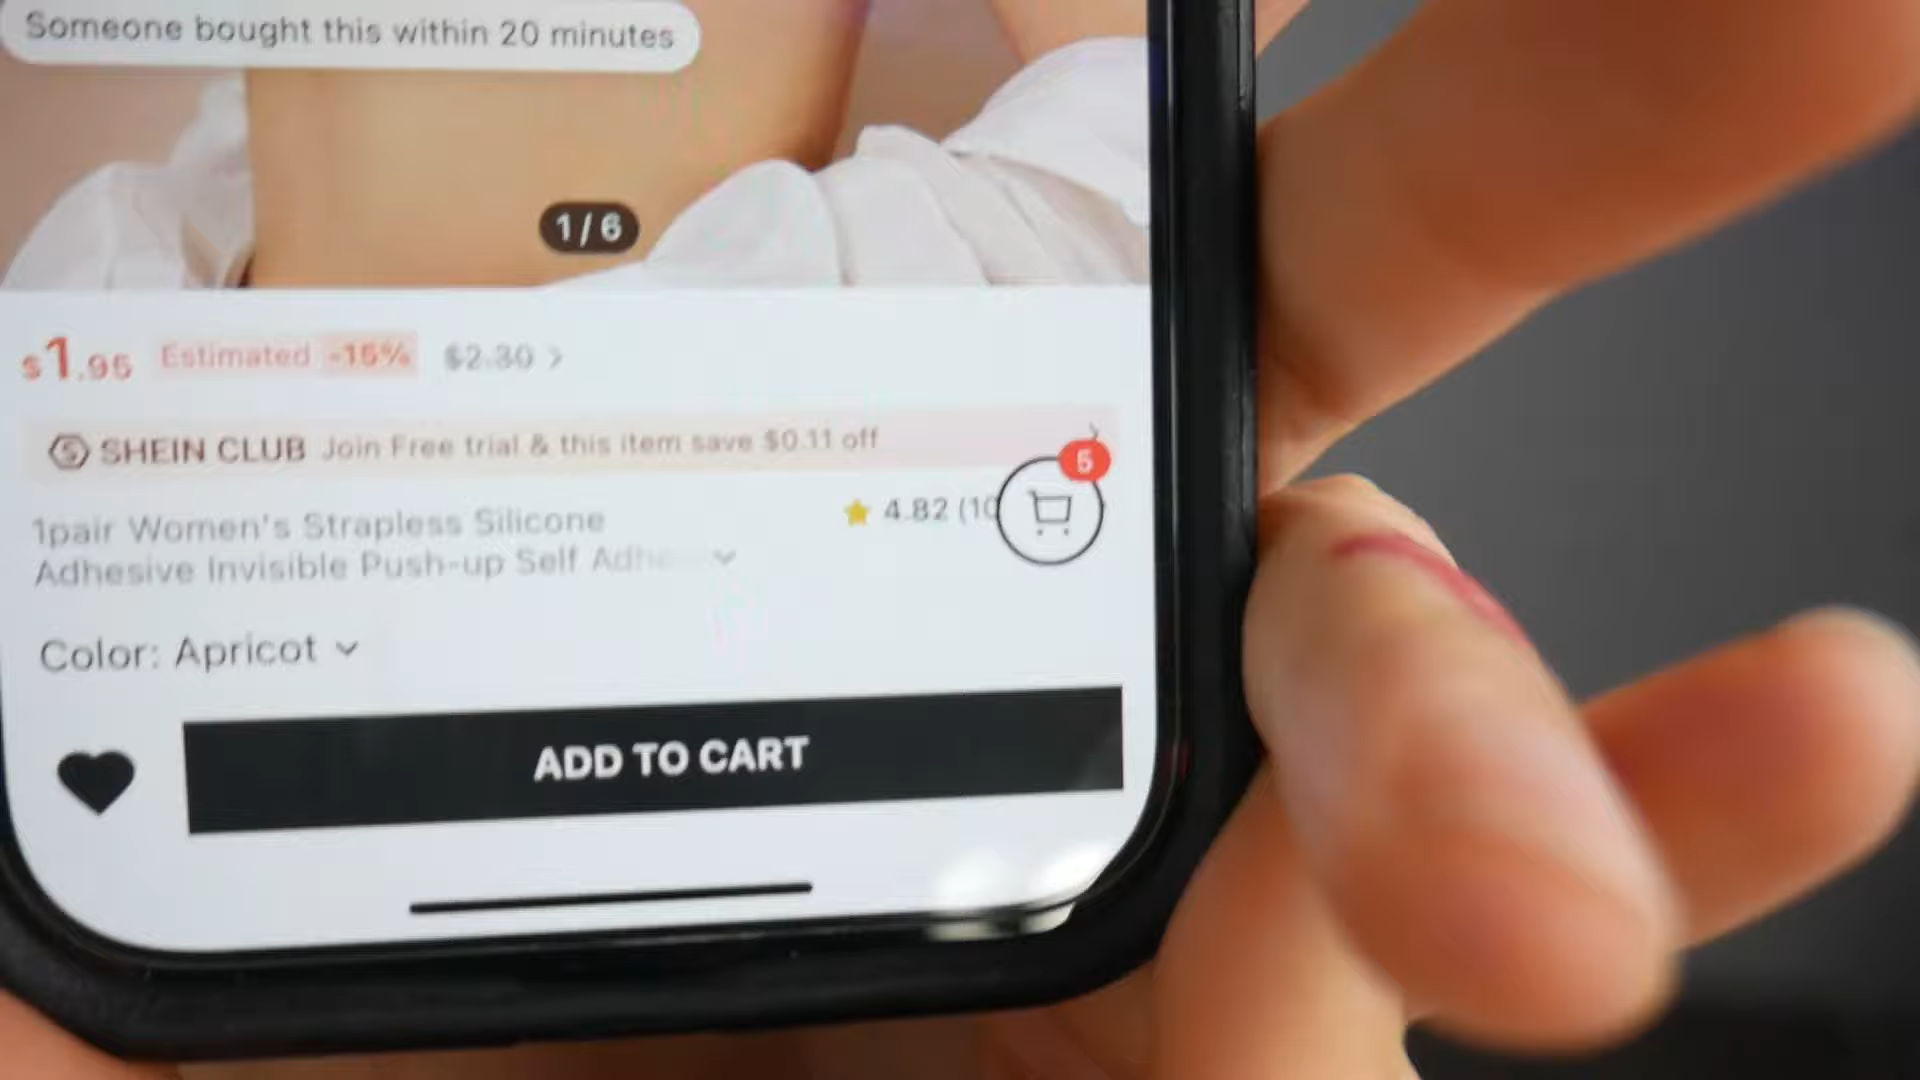 Someone bought this within 20 minutes
1/6
$1.95 Estimated -15% $2.30 >
SHEIN CLUB Join Free trial & this item save $0.11 off
5
1pair Women's Strapless Silicone
Adhesive Invisible Push-up Self
4.82 (10
Color: Apricot
ADD TO CART